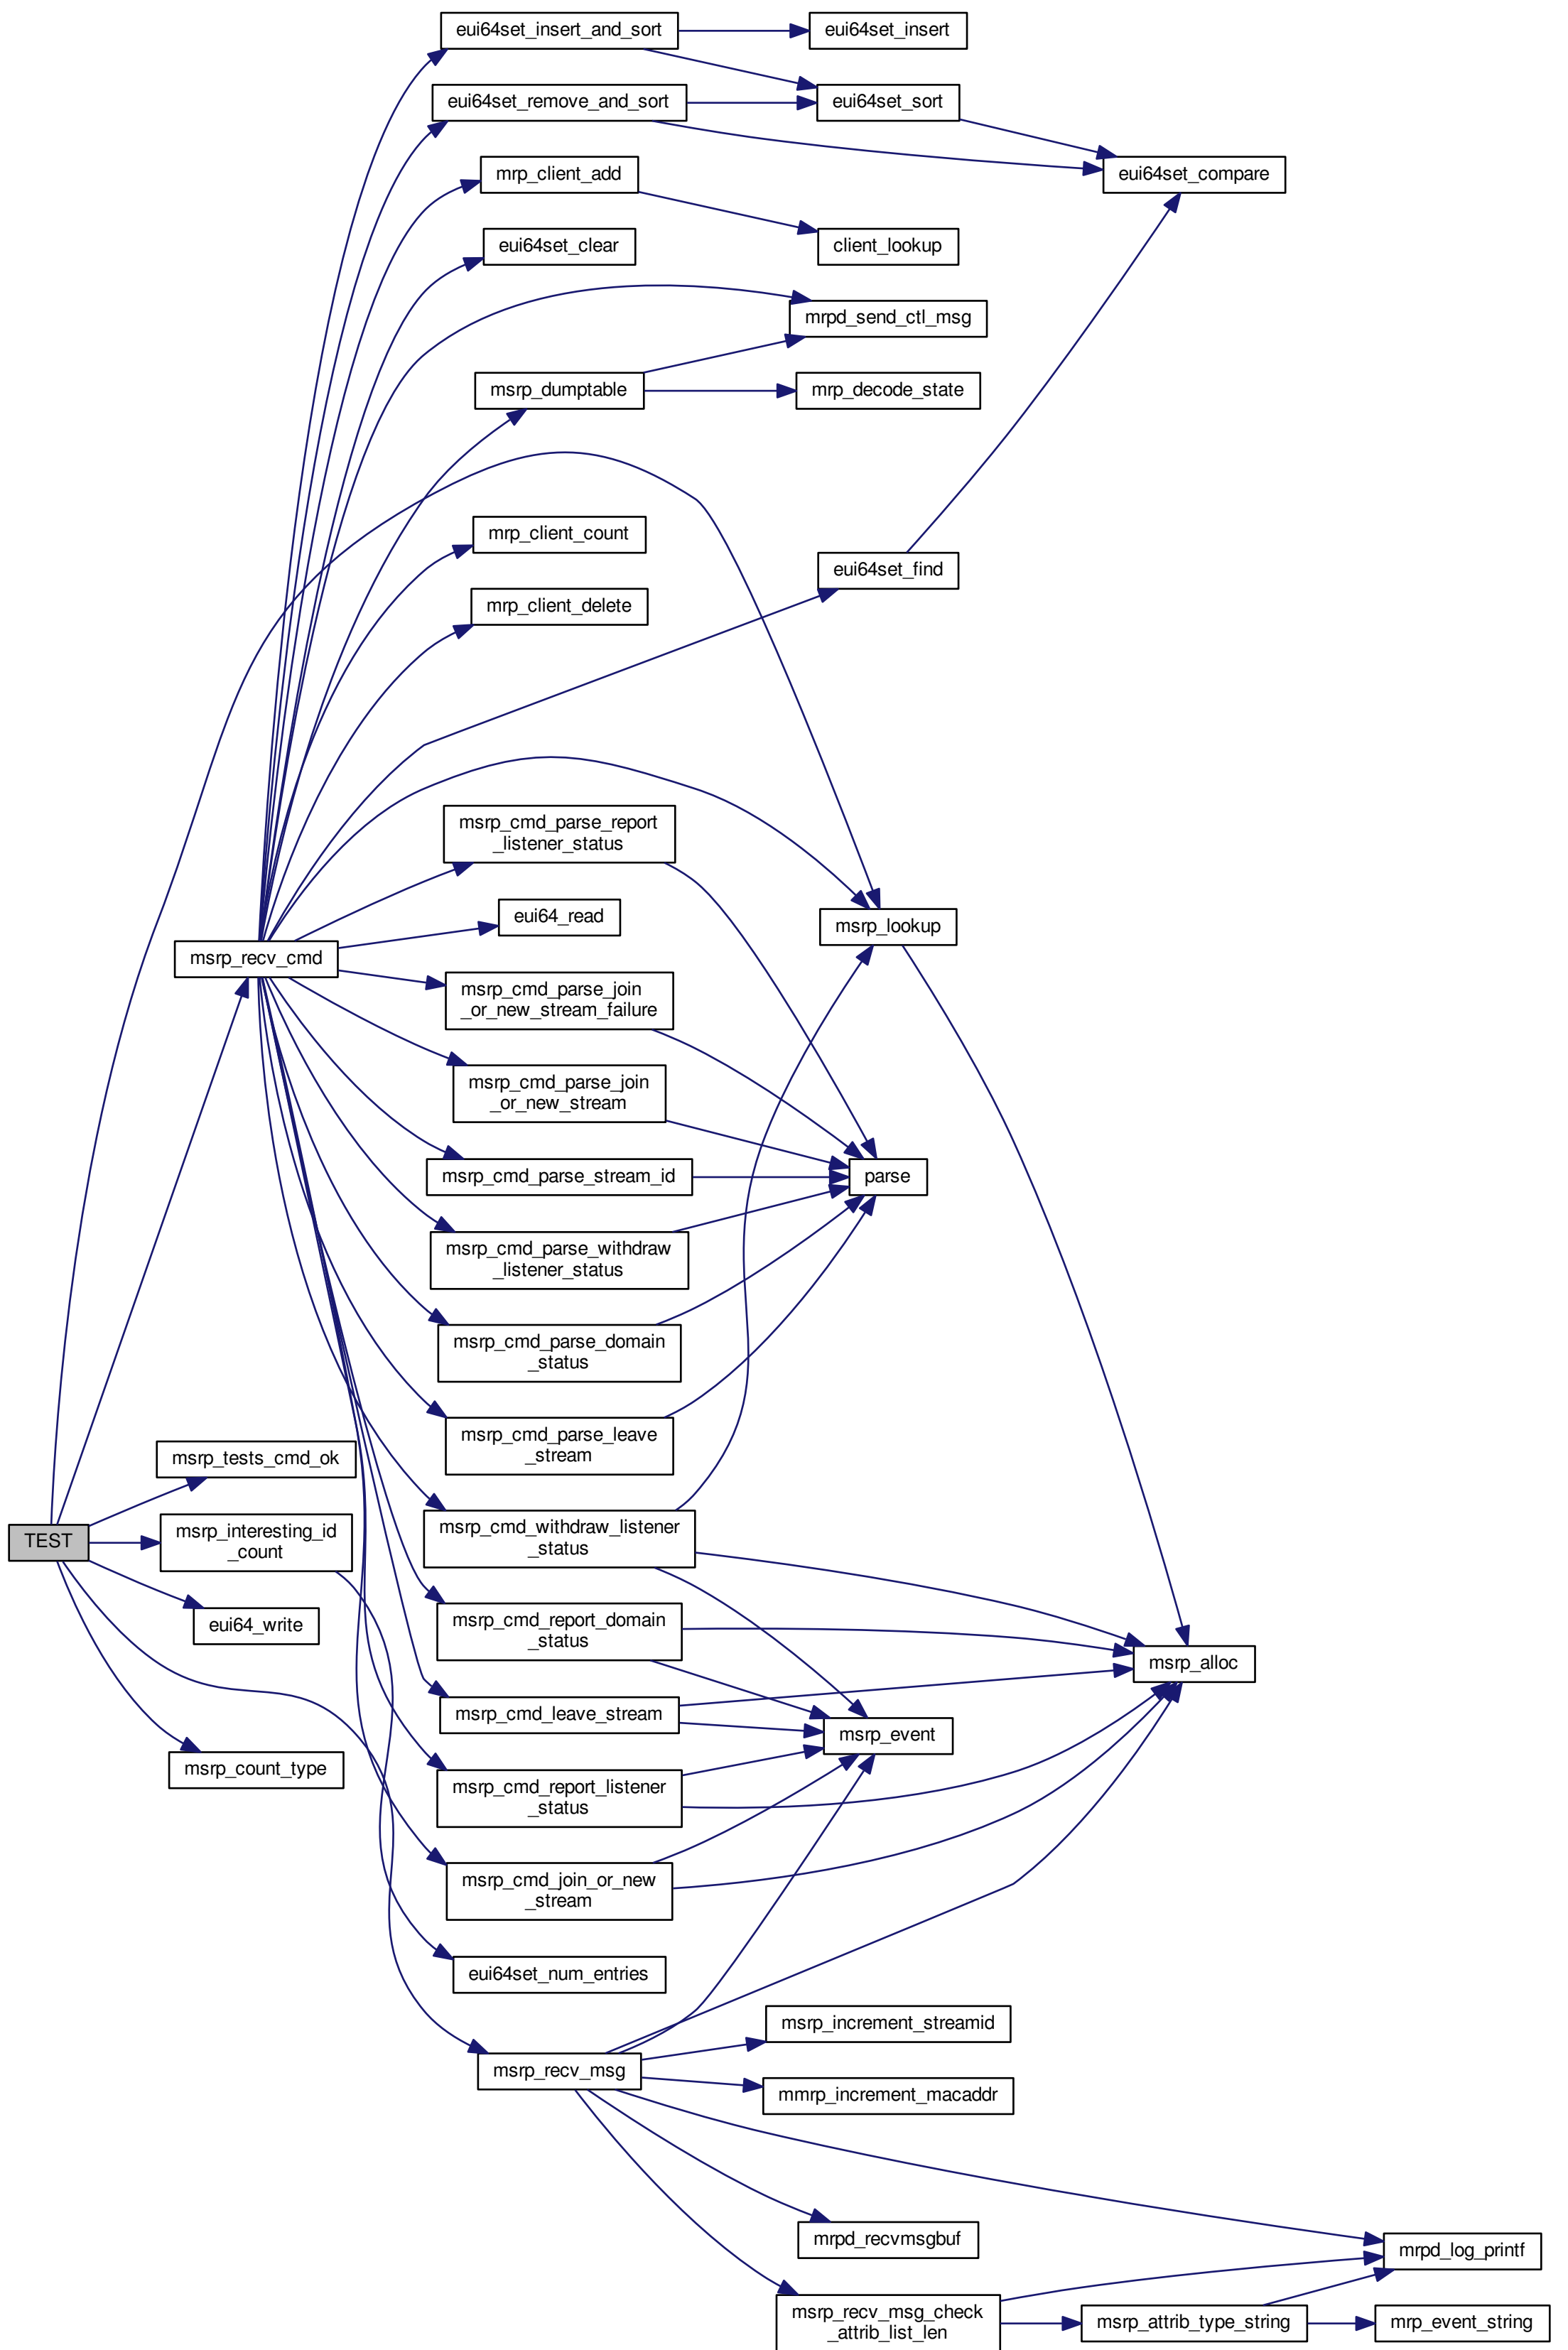 eui64set_insert_and_sort
eui64set_insert
eui64set_remove_and_sort
eui64set_sort
mrp_client_add
eui64set_compare
eui64set_clear
client_lookup
mrpd_send_ctl_msg
msrp_dumptable
mrp_decode_state
mrp_client_count
eui64set_find
mrp_client_delete
msrp_cmd_parse_report
_listener_status
eui64_read
msrp_lookup
msrp_recv_cmd
msrp_cmd_parse_join
_or_new_stream_failure
msrp_cmd_parse_join
_or_new_stream
msrp_cmd_parse_stream_id
parse
msrp_cmd_parse_withdraw
_listener_status
msrp_cmd_parse_domain
_status
msrp_cmd_parse_leave
_stream
msrp_tests_cmd_ok
msrp_cmd_withdraw_listener
_status
TEST
msrp_interesting_id
_count
eui64_write
msrp_cmd_report_domain
_status
msrp_alloc
msrp_cmd_leave_stream
msrp_event
msrp_count_type
msrp_cmd_report_listener
_status
msrp_cmd_join_or_new
_stream
eui64set_num_entries
msrp_increment_streamid
msrp_recv_msg
mmrp_increment_macaddr
mrpd_recvmsgbuf
mrpd_log_printf
msrp_recv_msg_check
_attrib_list_len
msrp_attrib_type_string
mrp_event_string